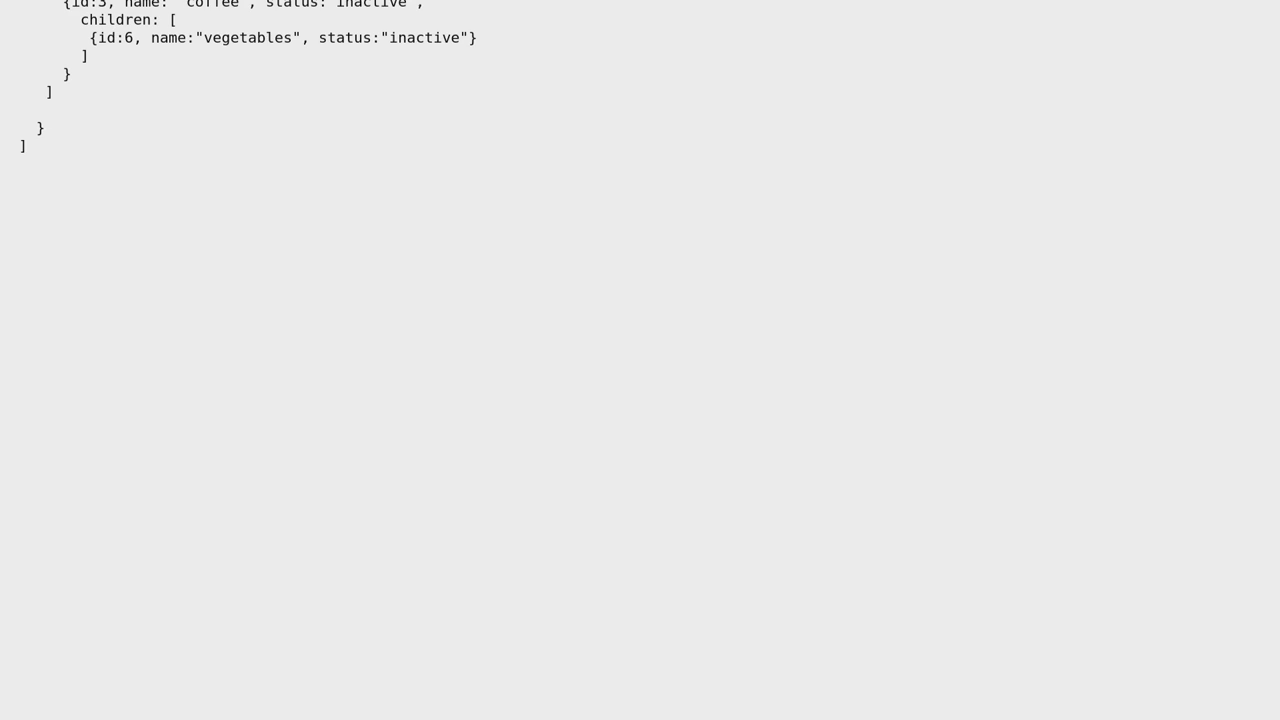 {id:3, name: "coffee", status:"inactive",
children: [
{id:6, name:"vegetables", status:"inactive"}
]
}
]
}
]